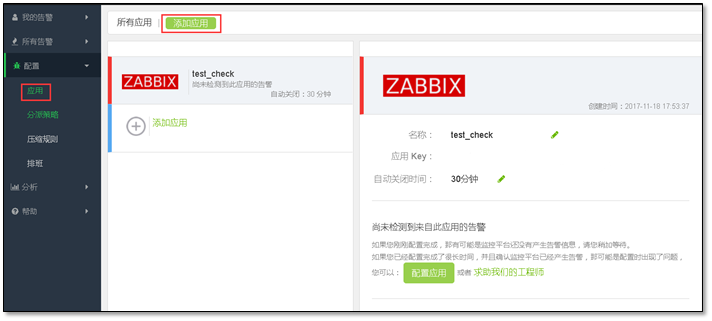 我的告警
所有告警
配置
应用
分派策略
压缩规则
排班
分析
帮助
所有应用 | 添加应用
ZABBIX
test_check
尚未检测到此应用的告警
自动关闭：30 分钟
添加应用
ZABBIX
创建时间：2017-11-18 17:53:37
名称： test_check
应用 Key：
自动关闭时间： 30分钟
尚未检测到来自此应用的告警
如果您刚刚配置完成，那有可能是监控平台还没有产生告警信息，请您稍加等待。
如果您已经配置完成了很长时间，并且确认监控平台已经产生告警，那可能是配置时出现了问题，
您可以： 配置应用 或者 求助我们的工程师